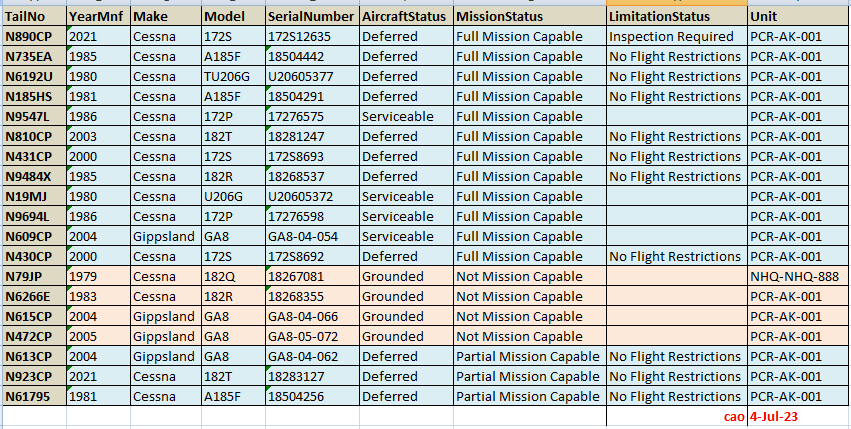 TailNo YearMnf Make Model SerialNumber AircraftStatus MissionStatus LimitationStatus Unit
N890CP 2021 Cessna 172S 172S12635 Deferred Full Mission Capable Inspection Required PCR-AK-001
N735EA 1985 Cessna A185F 18504442 Deferred Full Mission Capable No Flight Restrictions PCR-AK-001
N6192U 1980 Cessna TU206G U20605377 Deferred Full Mission Capable No Flight Restrictions PCR-AK-001
N185HS 1981 Cessna A185F 18504291 Deferred Full Mission Capable No Flight Restrictions PCR-AK-001
N9547L 1986 Cessna 172P 17276575 Serviceable Full Mission Capable PCR-AK-001
N810CP 2003 Cessna 182T 18281247 Deferred Full Mission Capable No Flight Restrictions PCR-AK-001
N431CP 2000 Cessna 172S 172S8693 Deferred Full Mission Capable No Flight Restrictions PCR-AK-001
N9484X 1985 Cessna 182R 18268537 Deferred Full Mission Capable No Flight Restrictions PCR-AK-001
N19MJ 1980 Cessna U206G U20605372 Serviceable Full Mission Capable PCR-AK-001
N9694L 1986 Cessna 172P 17276598 Serviceable Full Mission Capable PCR-AK-001
N609CP 2004 Gippsland GA8 GA8-04-054 Serviceable Full Mission Capable PCR-AK-001
N430CP 2000 Cessna 172S 172S8692 Deferred Full Mission Capable No Flight Restrictions PCR-AK-001
N79JP 1979 Cessna 182Q 18267081 Grounded Not Mission Capable NHQ-NHQ-888
N6266E 1983 Cessna 182R 18268355 Grounded Not Mission Capable PCR-AK-001
N615CP 2004 Gippsland GA8 GA8-04-066 Grounded Not Mission Capable PCR-AK-001
N472CP 2005 Gippsland GA8 GA8-05-072 Grounded Not Mission Capable PCR-AK-001
N613CP 2004 Gippsland GA8 GA8-04-062 Deferred Partial Mission Capable No Flight Restrictions PCR-AK-001
N923CP 2021 Cessna 182T 18283127 Deferred Partial Mission Capable No Flight Restrictions PCR-AK-001
N61795 1981 Cessna A185F 18504256 Deferred Partial Mission Capable No Flight Restrictions PCR-AK-001
cao 4-Jul-23